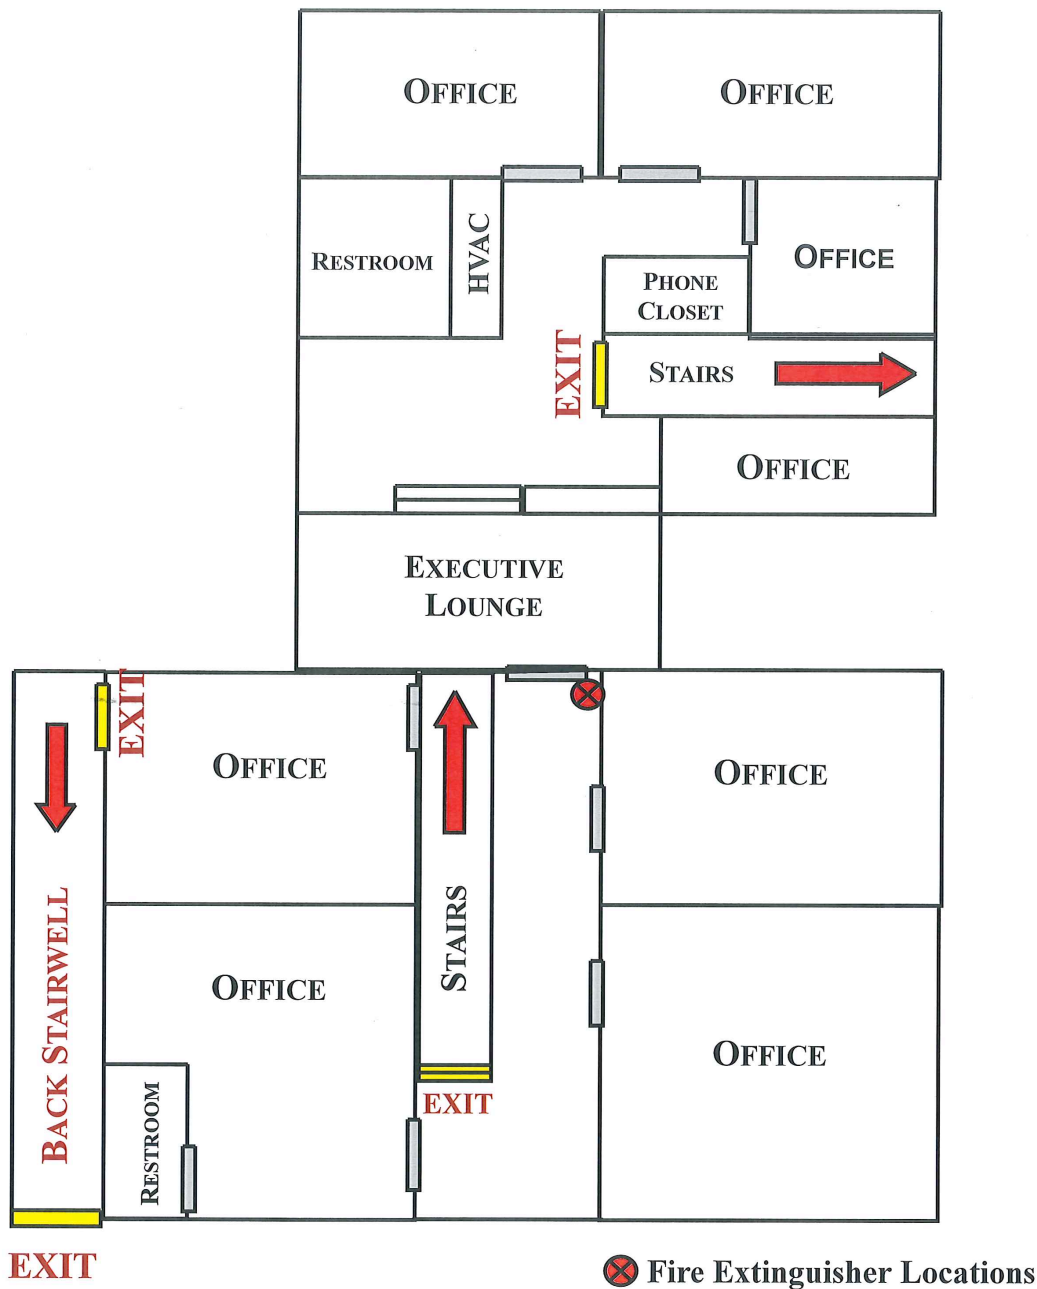 OFFICE
OFFICE
RESTROOM
HVAC
OFFICE
PHONE
CLOSET
EXIT
STAIRS
OFFICE
EXECUTIVE
LOUNGE
EXIT
OFFICE
OFFICE
BACK STAIRWELL
STAIRS
OFFICE
OFFICE
RESTROOM
EXIT
EXIT
Fire Extinguisher Locations